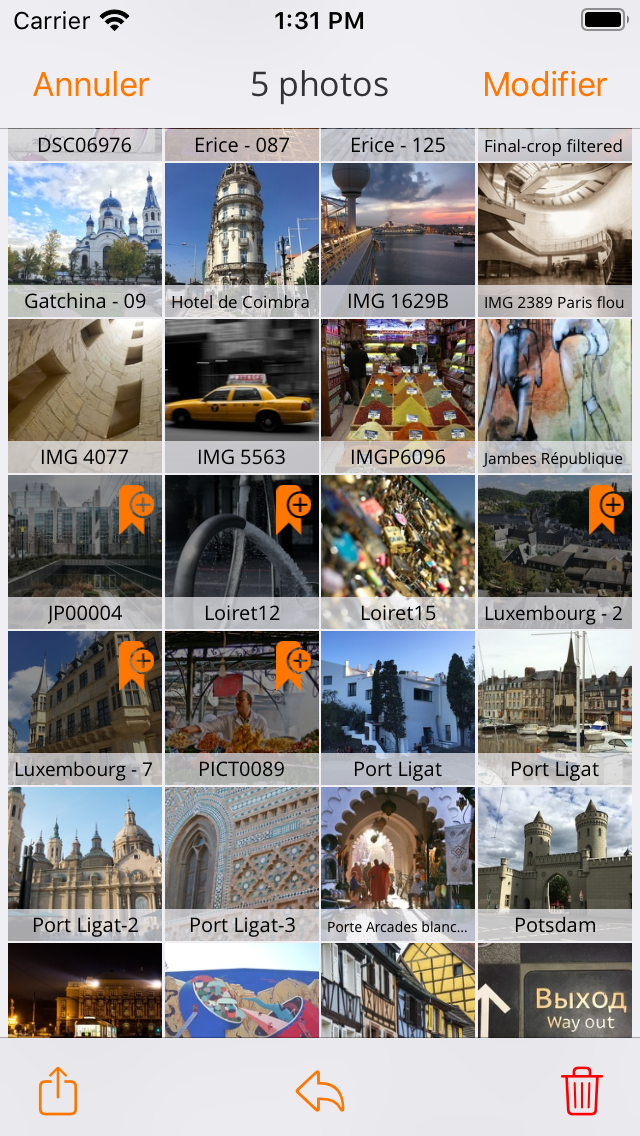 Carrier 1:31 PM
Annuler 5 photos Modifier
DSC06976 Erice - 087 Erice - 125 Final-crop filtered
Gatchina - 09 Hotel de Coimbra IMG 1629B IMG 2389 Paris flou
IMG 4077 IMG 5563 IMGP6096 Jambes République
JP00004 Loiret12 Loiret15 Luxembourg - 2
Luxembourg - 7 PICT0089 Port Ligat Port Ligat
Port Ligat-2 Port Ligat-3 Porte Arcades blanc... Potsdam
Выход
Way out